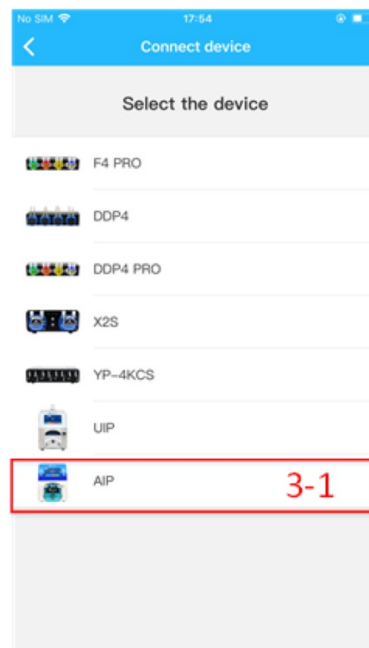 No SIM 17:54
Connect device
Select the device
F4 PRO
DDP4
DDP4 PRO
X2S
YP-4KCS
UIP
AIP 3-1